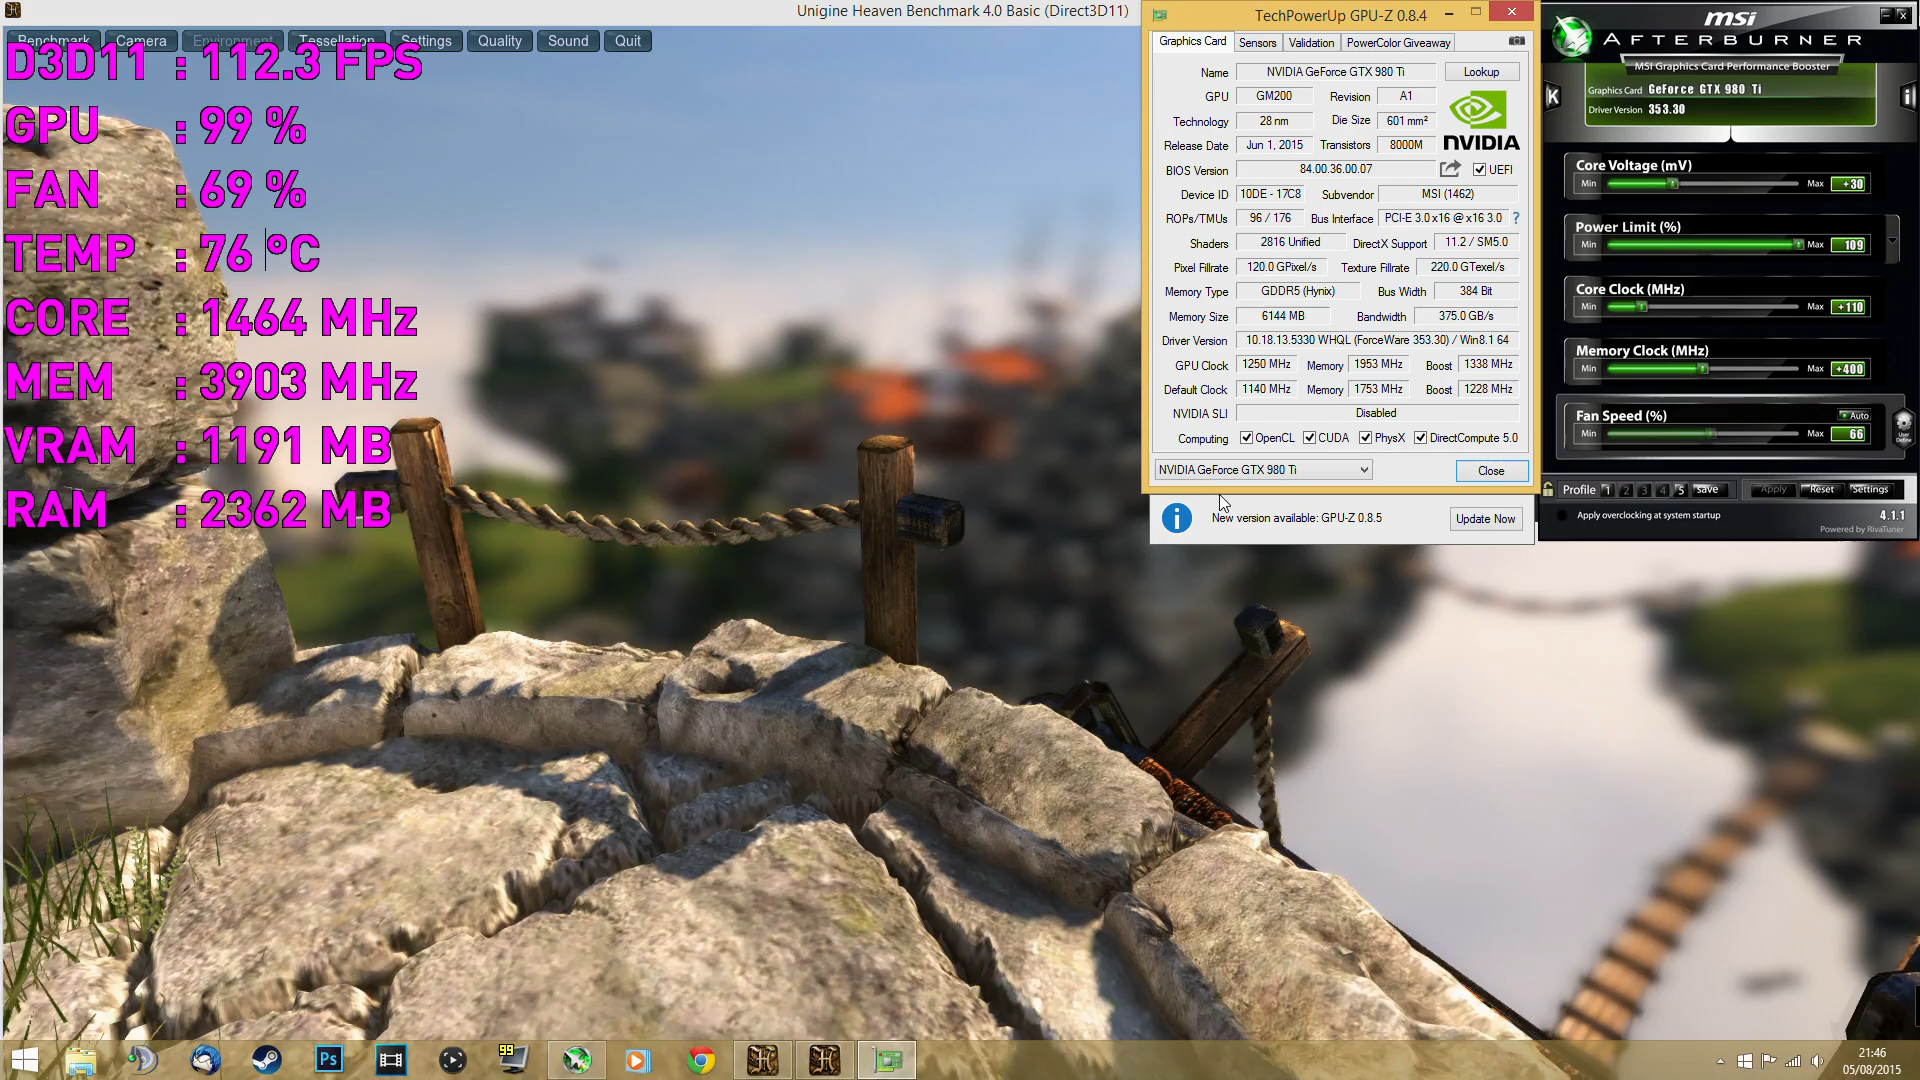 Unigine Heaven Benchmark 4.0 Basic (Direct3D11)
Benchmark Camera Environment Tessellation Settings Quality Sound Quit
D3D11 : 112.3 FPS
GPU : 99 %
FAN : 69 %
TEMP : 76 °C
CORE : 1464 MHz
MEM : 3903 MHz
VRAM : 1191 MB
RAM : 2362 MB
TechPowerUp GPU-Z 0.8.4
Graphics Card Sensors Validation PowerColor Giveaway
Name NVIDIA GeForce GTX 980 Ti Lookup
GPU GM200 Revision A1
Technology 28 nm Die Size 601 mm²
NVIDIA
Release Date Jun 1, 2015 Transistors 8000M
BIOS Version 84.00.36.00.07 UEFI
Device ID 10DE - 17C8 Subvendor MSI (1462)
ROPs/TMUs 96 / 176 Bus Interface PCI-E 3.0 x16 @ x16 3.0 ?
Shaders 2816 Unified DirectX Support 11.2 / SM5.0
Pixel Fillrate 120.0 GPixel/s Texture Fillrate 220.0 GTexel/s
Memory Type GDDR5 (Hynix) Bus Width 384 Bit
Memory Size 6144 MB Bandwidth 375.0 GB/s
Driver Version 10.18.13.5330 WHQL (ForceWare 353.30) / Win8.1 64
GPU Clock 1250 MHz Memory 1953 MHz Boost 1338 MHz
Default Clock 1140 MHz Memory 1753 MHz Boost 1228 MHz
NVIDIA SLI Disabled
Computing OpenCL CUDA PhysX DirectCompute 5.0
NVIDIA GeForce GTX 980 Ti Close
New version available: GPU-Z 0.8.5 Update Now
msi
AFTERBURNER
MSI Graphics Card Performance Booster
Graphics Card GeForce GTX 980 Ti
Driver Version 353.30
K i
Core Voltage (mV)
Min Max +30
Power Limit (%)
Min Max 109
Core Clock (MHz)
Min Max +110
Memory Clock (MHz)
Min Max +400
Fan Speed (%) Auto
Min Max 66
User Define
Profile 1 2 3 4 5 save Apply Reset Settings
Apply overclocking at system startup 4.1.1
Powered by RivaTuner
Ps
99
21:46
05/08/2015